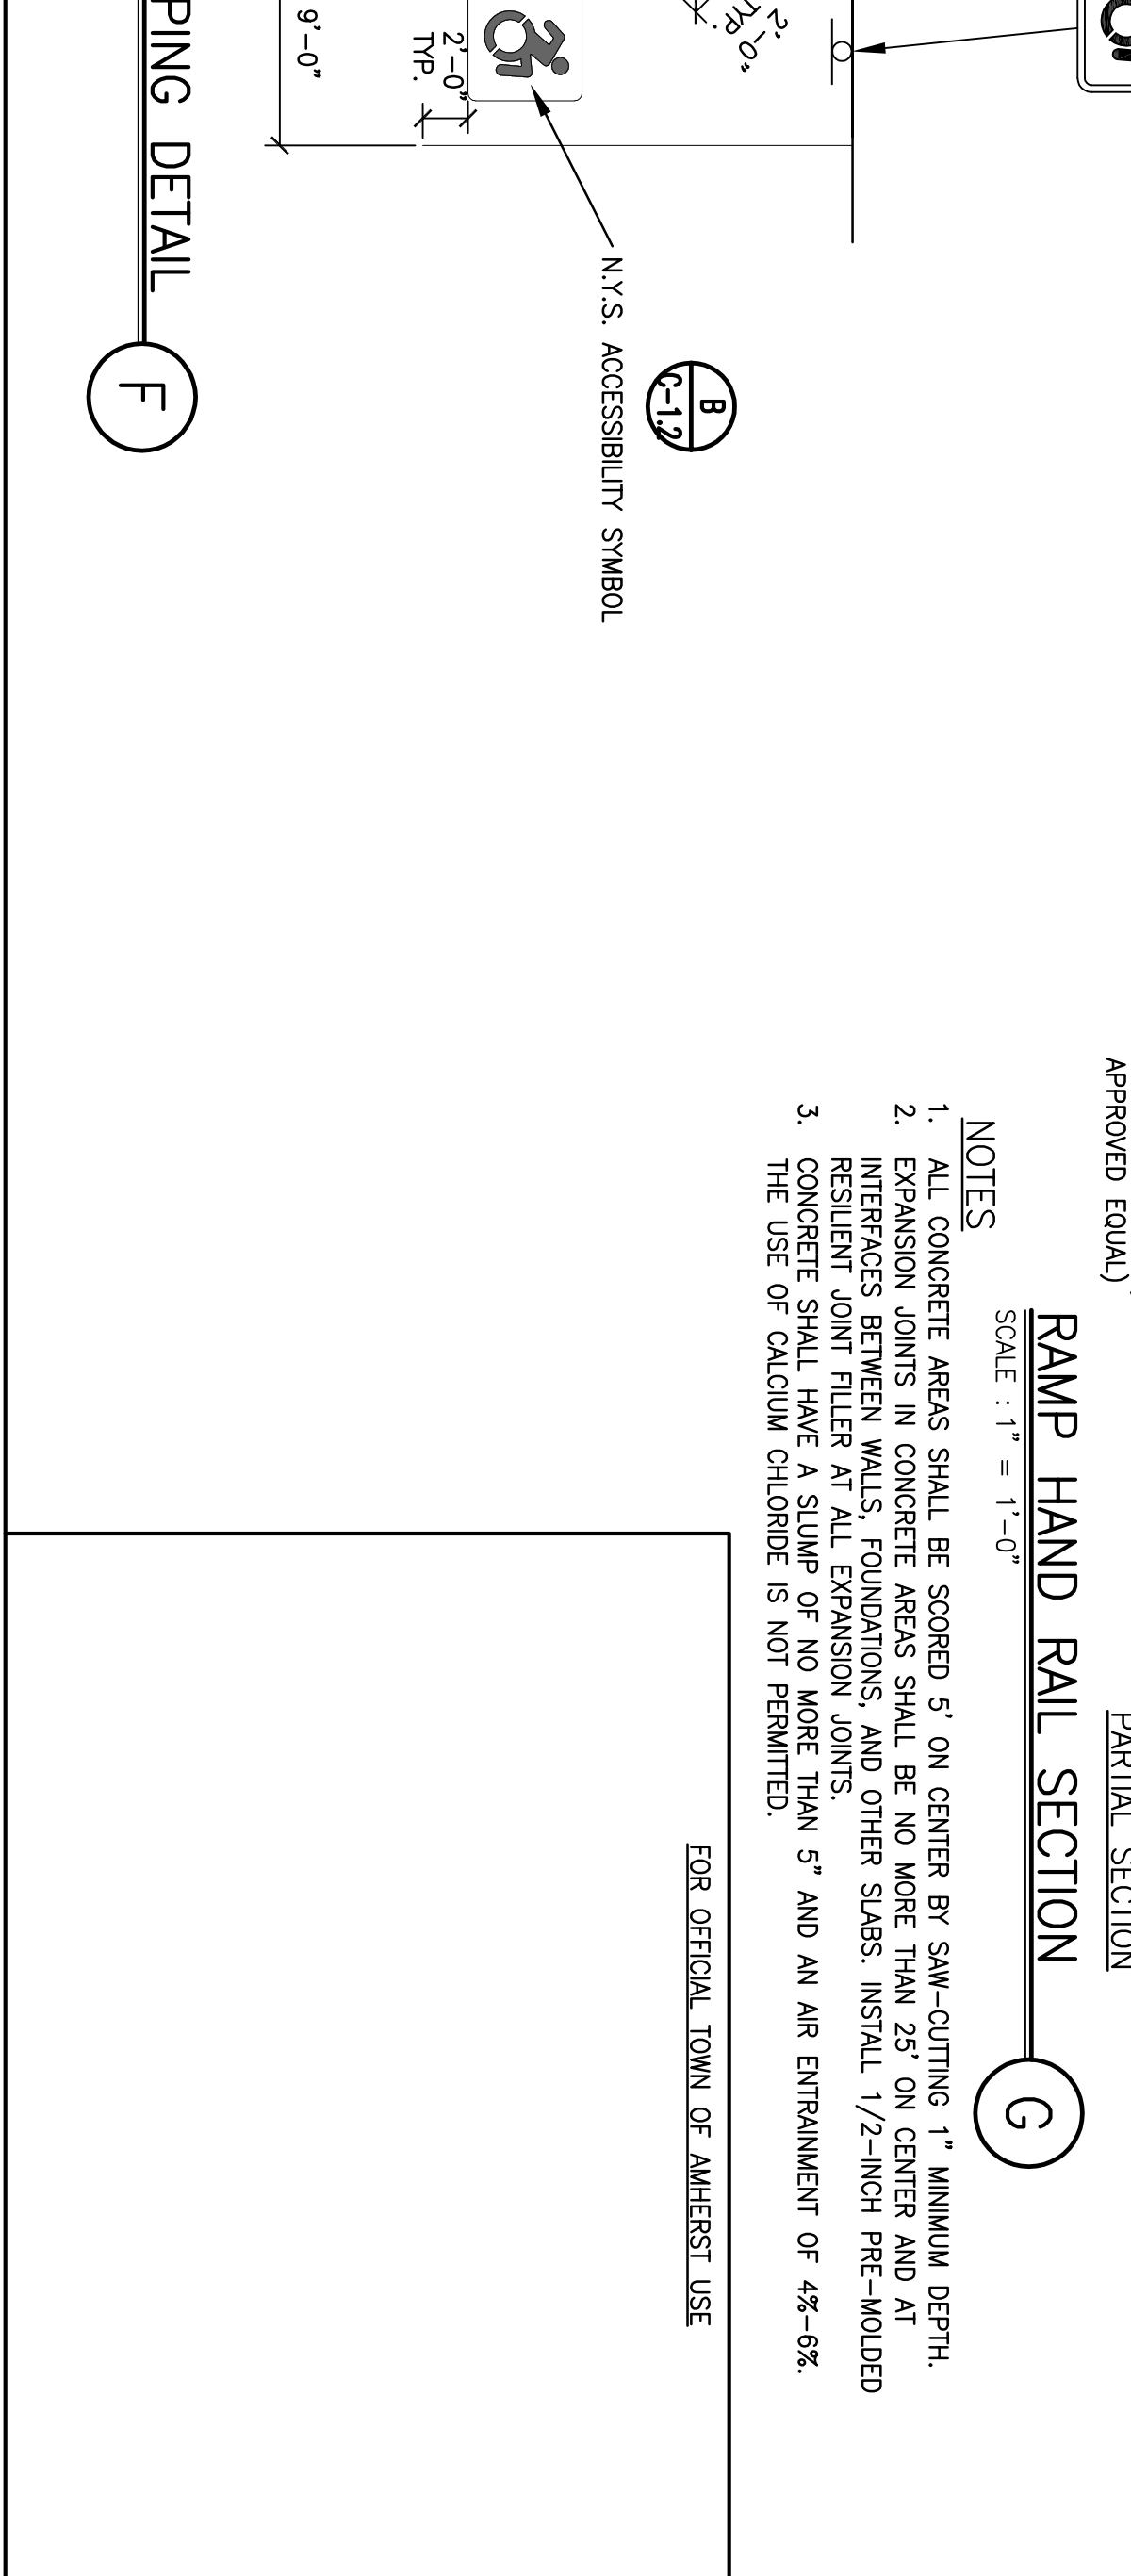 APPROVED EQUAL)
PARTIAL SECTION
RAMP HAND RAIL SECTION
SCALE : 1" = 1'-0"
G
NOTES
1. ALL CONCRETE AREAS SHALL BE SCORED 5' ON CENTER BY SAW-CUTTING 1" MINIMUM DEPTH.
2. EXPANSION JOINTS IN CONCRETE AREAS SHALL BE NO MORE THAN 25' ON CENTER AND AT
INTERFACES BETWEEN WALLS, FOUNDATIONS, AND OTHER SLABS. INSTALL 1/2-INCH PRE-MOLDED
RESILIENT JOINT FILLER AT ALL EXPANSION JOINTS.
3. CONCRETE SHALL HAVE A SLUMP OF NO MORE THAN 5" AND AN AIR ENTRAINMENT OF 4%-6%.
THE USE OF CALCIUM CHLORIDE IS NOT PERMITTED.
2'-0"
TYP.
B
C-1.2
N.Y.S. ACCESSIBILITY SYMBOL
2'-0"
TYP.
9'-0"
PING DETAIL
F
FOR OFFICIAL TOWN OF AMHERST USE